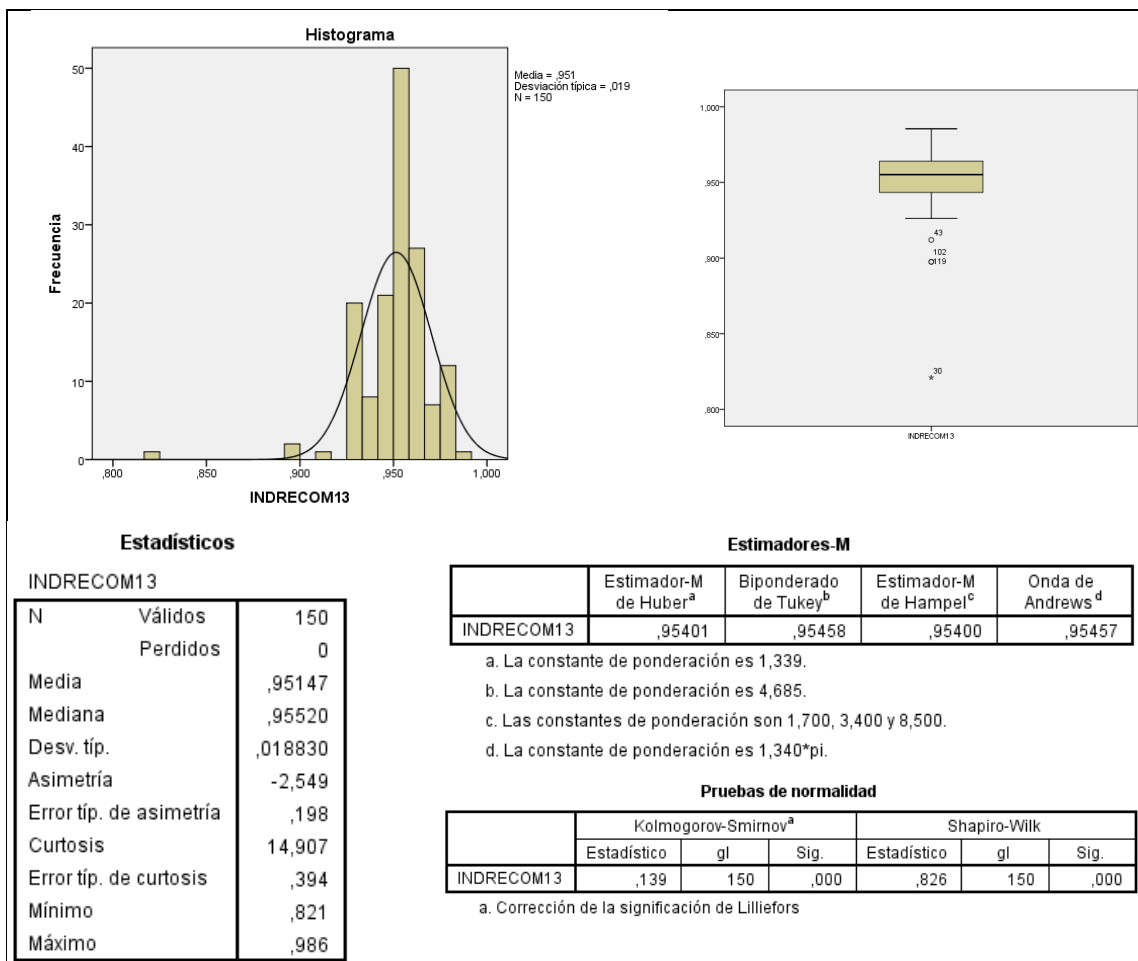 Histograma
Media = ,951
Desviación típica = ,019
N = 150
50
40
30
20
10
0
Frecuencia
,800 ,850 ,900 ,950 1,000
INDRECOM13
1,000
,950
,900
,850
,800
43
102
119
30
INDRECOM13
Estadísticos
INDRECOM13
N Válidos 150
Perdidos 0
Media ,95147
Mediana ,95520
Desv. típ. ,018830
Asimetría -2,549
Error típ. de asimetría ,198
Curtosis 14,907
Error típ. de curtosis ,394
Mínimo ,821
Máximo ,986
Estimadores-M
Estimador-M de Huber a Biponderado de Tukey b Estimador-M de Hampel c Onda de Andrews d
INDRECOM13 ,95401 ,95458 ,95400 ,95457
a. La constante de ponderación es 1,339.
b. La constante de ponderación es 4,685.
c. Las constantes de ponderación son 1,700, 3,400 y 8,500.
d. La constante de ponderación es 1,340*pi.
Pruebas de normalidad
Kolmogorov-Smirnov a Shapiro-Wilk
Estadístico gl Sig. Estadístico gl Sig.
INDRECOM13 ,139 150 ,000 ,826 150 ,000
a. Corrección de la significación de Lilliefors